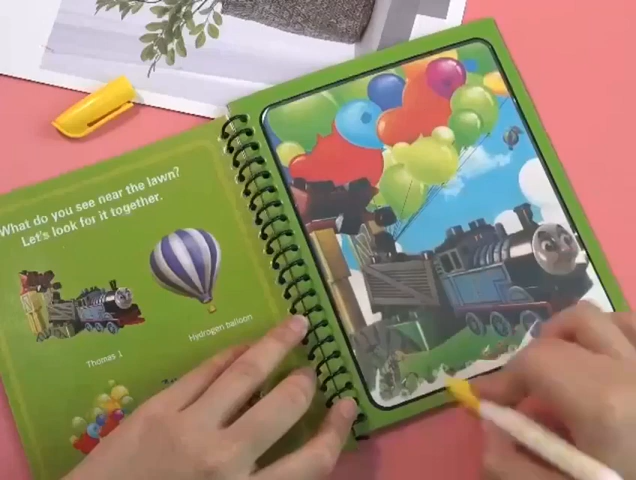 What do you see near the lawn?
Let's look for it together.
Thomas 1
Hydrogen balloon